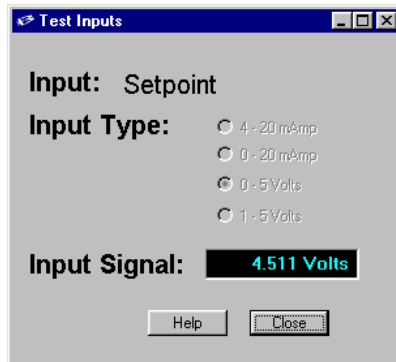 Test Inputs
Input: Setpoint
Input Type:
4 - 20 mAmp
0 - 20 mAmp
0 - 5 Volts
1 - 5 Volts
Input Signal: 4.511 Volts
Help Close